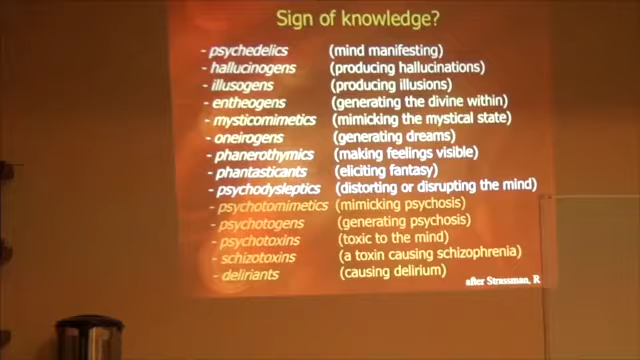 Sign of knowledge?
- psychedelics (mind manifesting)
- hallucinogens (producing hallucinations)
- illusogens (producing illusions)
- entheogens (generating the divine within)
- mysticomimetics (mimicking the mystical state)
- oneirogens (generating dreams)
- phanerothymics (making feelings visible)
- phantasticants (eliciting fantasy)
- psychodysleptics (distorting or disrupting the mind)
- psychotomimetics (mimicking psychosis)
- psychotogens (generating psychosis)
- psychotoxins (toxic to the mind)
- schizotoxins (a toxin causing schizophrenia)
- deliriants (causing delirium)
after Strassman, R